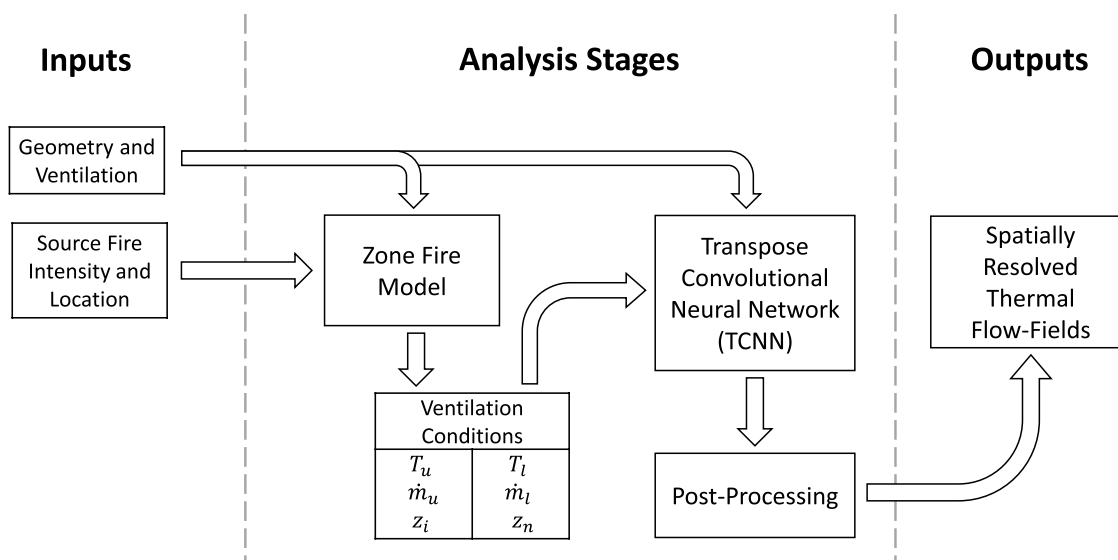 Inputs
Analysis Stages
Outputs
Geometry and
Ventilation
Source Fire
Intensity and
Location
Zone Fire
Model
Transpose
Convolutional
Neural Network
(TCNN)
Spatially
Resolved
Thermal
Flow-Fields
Ventilation
Conditions
T_u T_l
ṁ_u ṁ_l
z_i z_n
Post-Processing